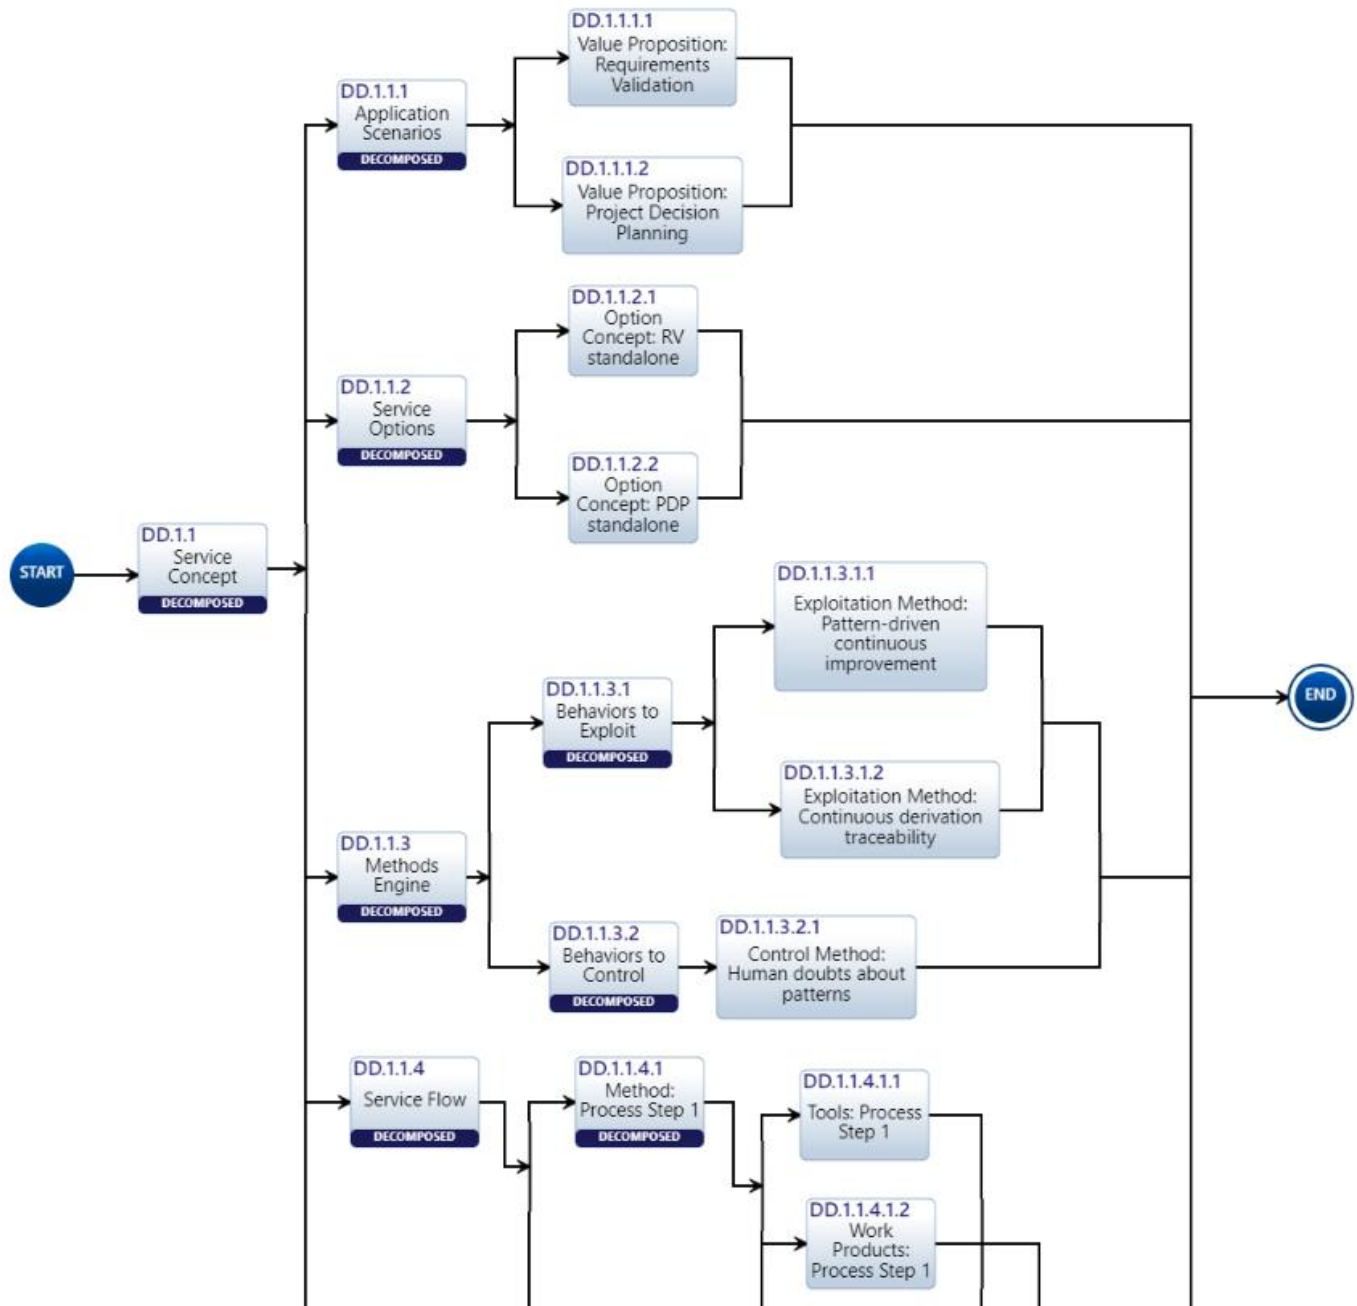 DD.1.1.1.1
Value Proposition:
Requirements
Validation
DD.1.1.1
Application
Scenarios
DECOMPOSED
DD.1.1.1.2
Value Proposition:
Project Decision
Planning
DD.1.1.2.1
Option
Concept: RV
standalone
DD.1.1.2
Service
Options
DECOMPOSED
DD.1.1.2.2
Option
Concept: PDP
standalone
START
DD.1.1
Service
Concept
DECOMPOSED
DD.1.1.3.1.1
Exploitation Method:
Pattern-driven
continuous
improvement
DD.1.1.3.1
Behaviors to
Exploit
DECOMPOSED
END
DD.1.1.3.1.2
Exploitation Method:
Continuous derivation
traceability
DD.1.1.3
Methods
Engine
DECOMPOSED
DD.1.1.3.2
Behaviors to
Control
DECOMPOSED
DD.1.1.3.2.1
Control Method:
Human doubts about
patterns
DD.1.1.4
Service Flow
DECOMPOSED
DD.1.1.4.1
Method:
Process Step 1
DECOMPOSED
DD.1.1.4.1.1
Tools: Process
Step 1
DD.1.1.4.1.2
Work
Products:
Process Step 1